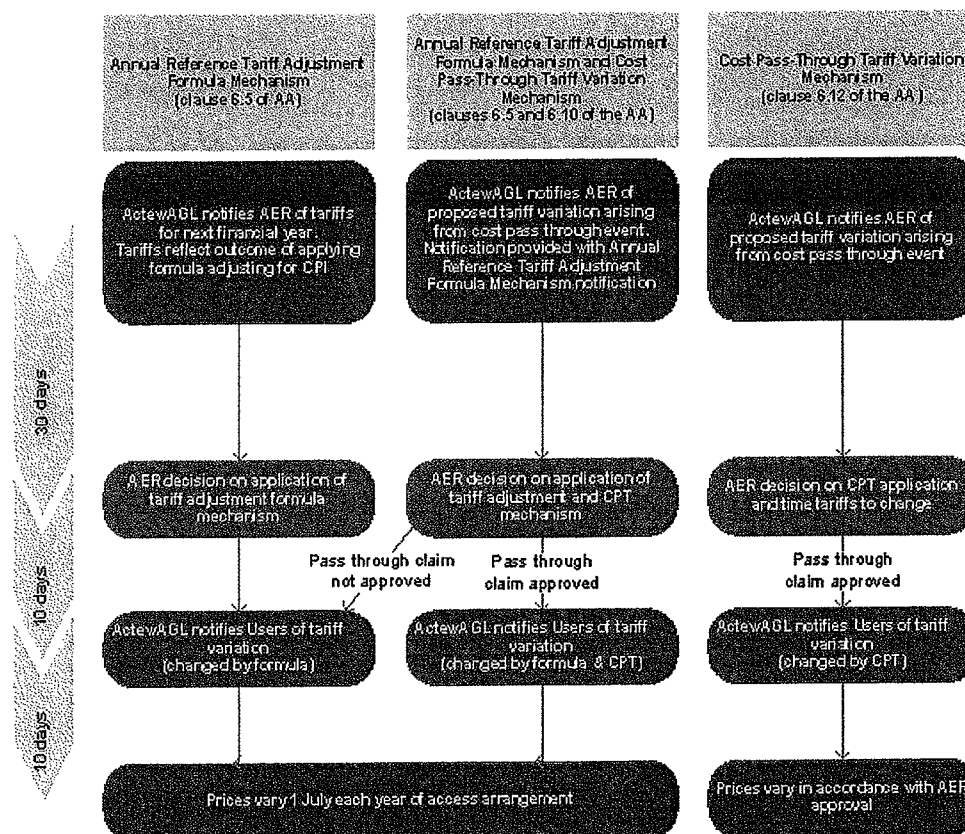 Annual Reference Tariff Adjustment
Formula Mechanism
(clause 6.5 of AA)
Annual Reference Tariff Adjustment
Formula Mechanism and Cost
Pass-Through Tariff Variation
Mechanism
(clauses 6.5 and 6.10 of the AA)
Cost Pass-Through Tariff Variation
Mechanism
(clause 6.12 of the AA)
ActewAGL notifies AER of tariffs
for next financial year.
Tariffs reflect outcome of applying
formula adjusting for CPI
ActewAGL notifies AER of
proposed tariff variation arising
from cost pass through event.
Notification provided with Annual
Reference Tariff Adjustment
Formula Mechanism notification
ActewAGL notifies AER of
proposed tariff variation arising
from cost pass through event
30 days
AER decision on application of
tariff adjustment formula
mechanism
AER decision on application of
tariff adjustment and CPT
mechanism
AER decision on CPT application
and time tariffs to change
10 days
Pass through claim
not approved
Pass through
claim approved
Pass through
claim approved
ActewAGL notifies Users of tariff
variation
(changed by formula)
ActewAGL notifies Users of tariff
variation
(changed by formula & CPT)
ActewAGL notifies Users of tariff
variation
(changed by CPT)
10 days
Prices vary 1 July each year of access arrangement
Prices vary in accordance with AER
approval